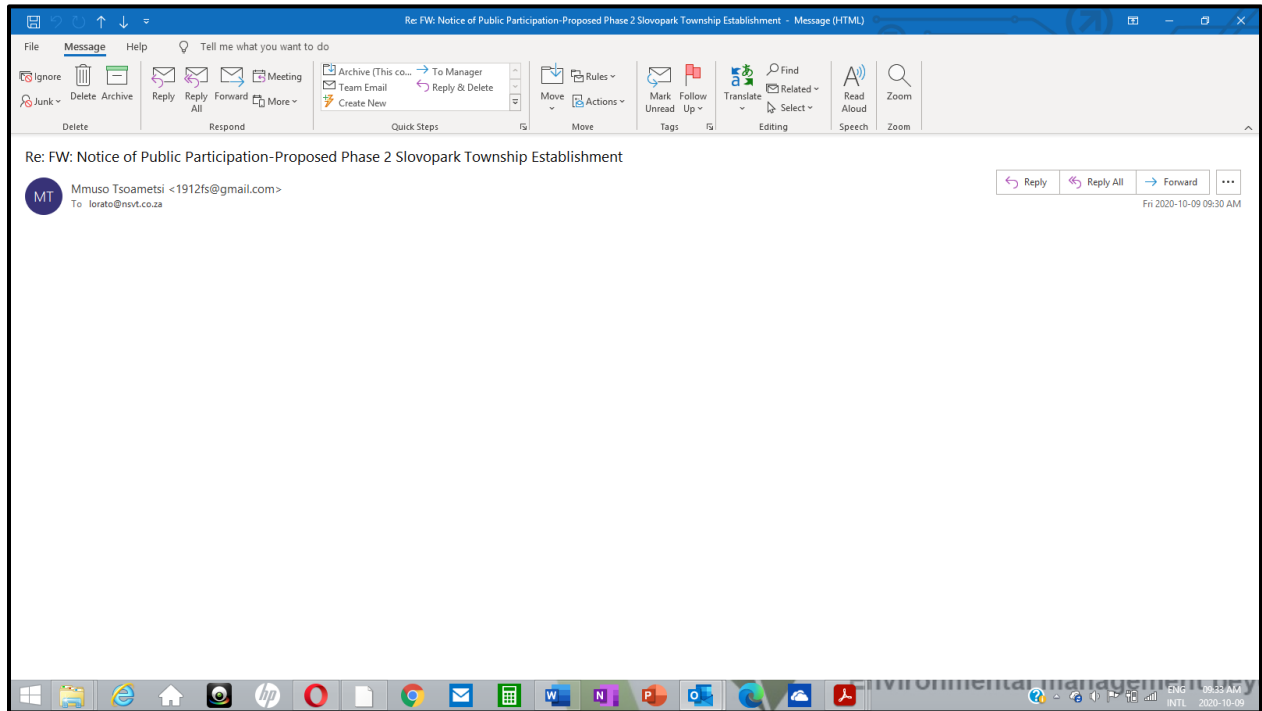 Re: FW: Notice of Public Participation-Proposed Phase 2 Slovopark Township Establishment - Message (HTML)
File Message Help Tell me what you want to do
Ignore
Junk
Delete
Archive
Reply
Reply All
Forward
Meeting
More
Archive (This co...
Team Email
Create New
To Manager
Reply & Delete
Move
Rules
Actions
Mark Unread
Follow Up
Translate
Find
Related
Select
Read Aloud
Zoom
Delete Respond Quick Steps Move Tags Editing Speech Zoom
Re: FW: Notice of Public Participation-Proposed Phase 2 Slovopark Township Establishment
MT
Mmuso Tsoametsi <1912fs@gmail.com>
To lorato@nsvt.co.za
Reply Reply All Forward ...
Fri 2020-10-09 09:30 AM
ENG 09:33 AM
INTL 2020-10-09